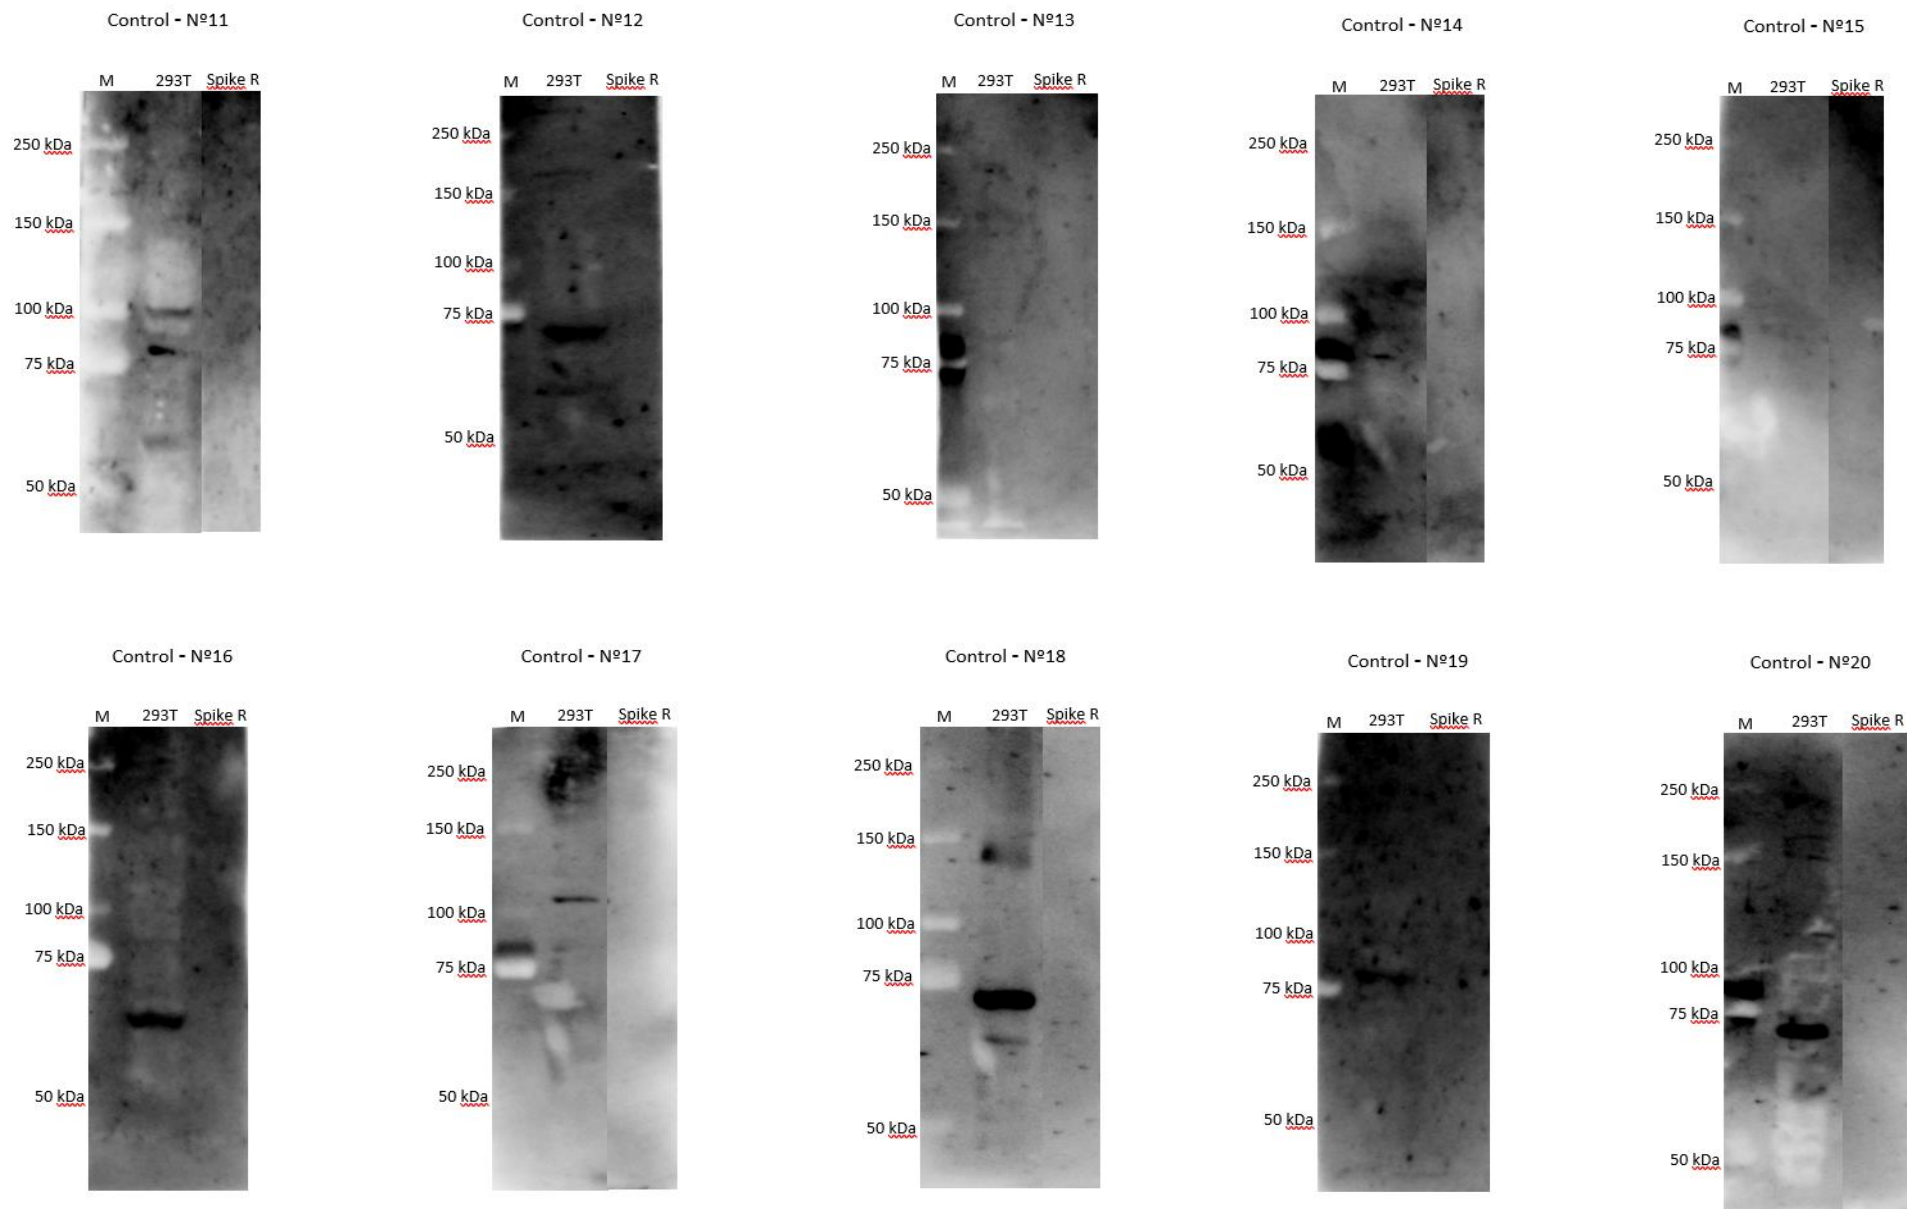 Control - Nº11
M 293T Spike R
250 kDa
150 kDa
100 kDa
75 kDa
50 kDa
Control - Nº12
M 293T Spike R
250 kDa
150 kDa
100 kDa
75 kDa
50 kDa
Control - Nº13
M 293T Spike R
250 kDa
150 kDa
100 kDa
75 kDa
50 kDa
Control - Nº14
M 293T Spike R
250 kDa
150 kDa
100 kDa
75 kDa
50 kDa
Control - Nº15
M 293T Spike R
250 kDa
150 kDa
100 kDa
75 kDa
50 kDa
Control - Nº16
M 293T Spike R
250 kDa
150 kDa
100 kDa
75 kDa
50 kDa
Control - Nº17
M 293T Spike R
250 kDa
150 kDa
100 kDa
75 kDa
50 kDa
Control - Nº18
M 293T Spike R
250 kDa
150 kDa
100 kDa
75 kDa
50 kDa
Control - Nº19
M 293T Spike R
250 kDa
150 kDa
100 kDa
75 kDa
50 kDa
Control - Nº20
M 293T Spike R
250 kDa
150 kDa
100 kDa
75 kDa
50 kDa